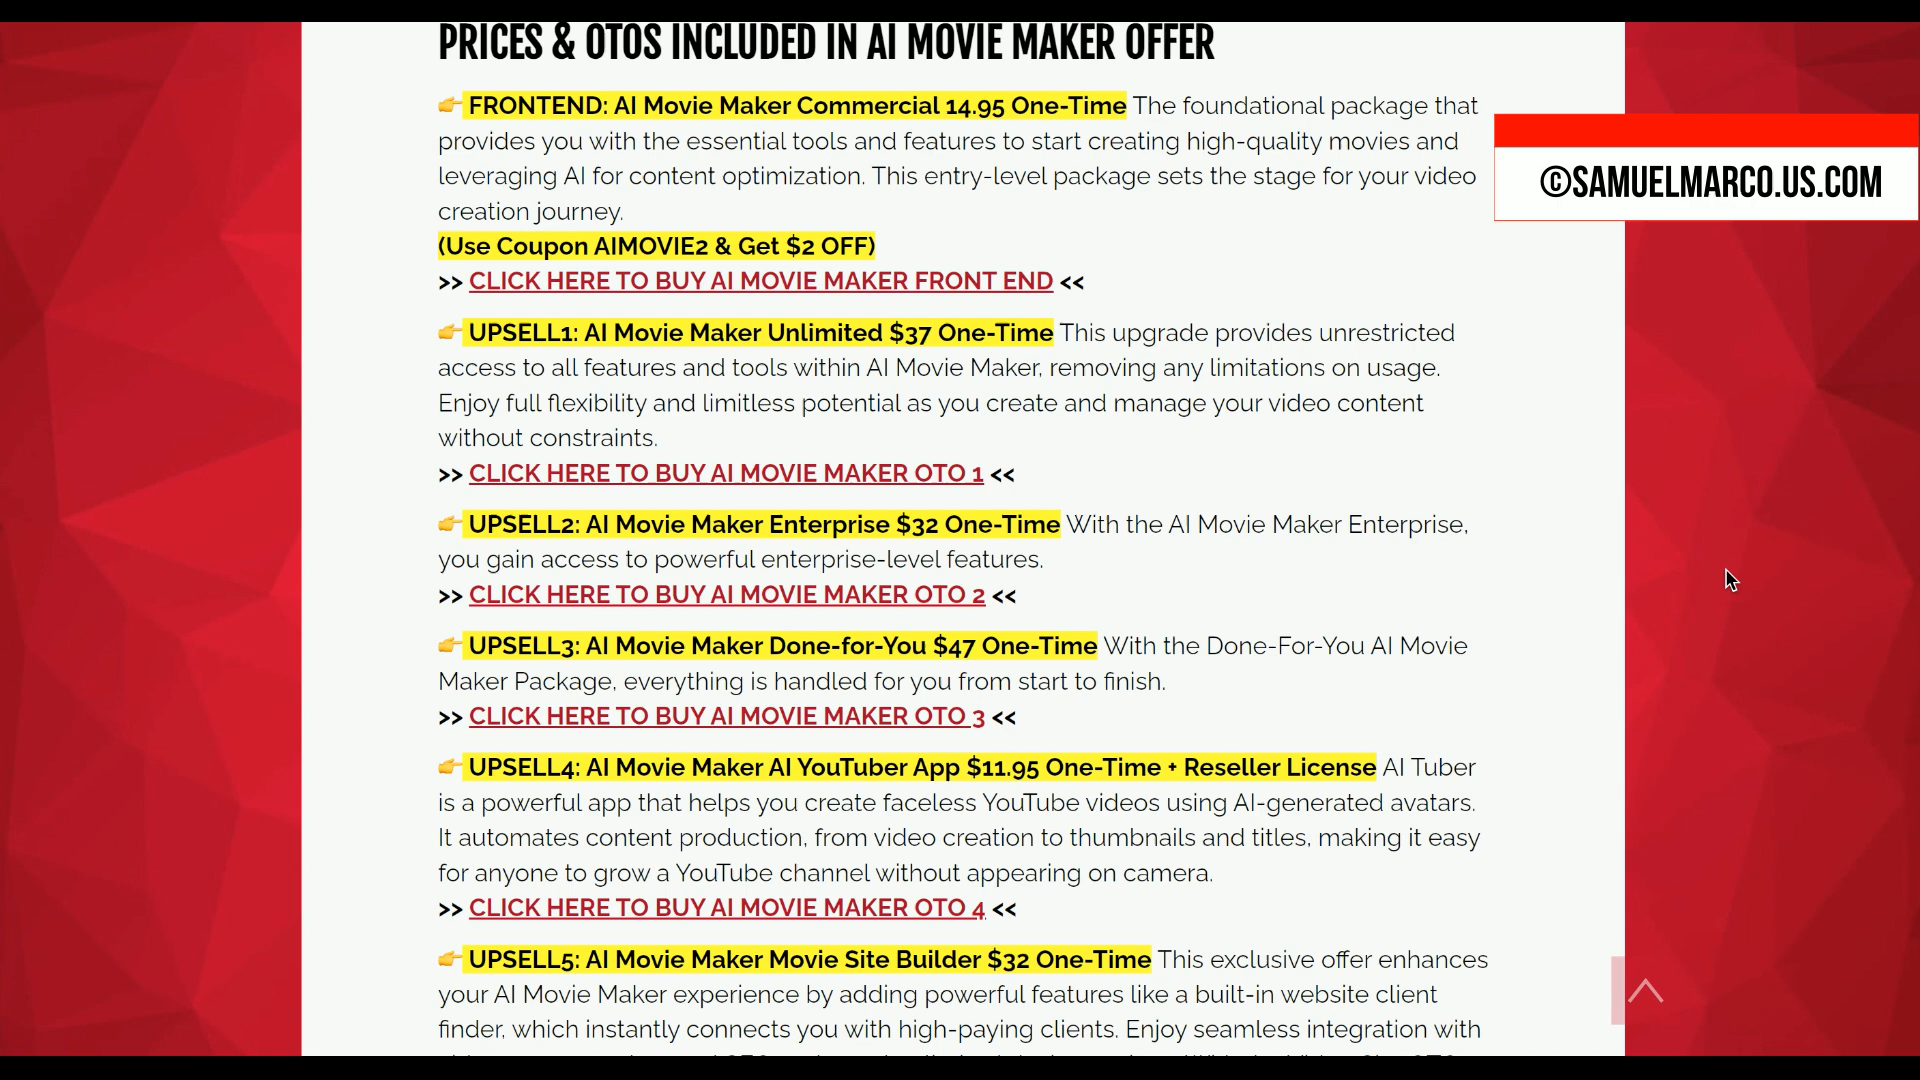 PRICES & OTOS INCLUDED IN AI MOVIE MAKER OFFER
👉 FRONTEND: AI Movie Maker Commercial 14.95 One-Time The foundational package that
provides you with the essential tools and features to start creating high-quality movies and
leveraging AI for content optimization. This entry-level package sets the stage for your video
creation journey.
(Use Coupon AIMOVIE2 & Get $2 OFF)
>> CLICK HERE TO BUY AI MOVIE MAKER FRONT END <<
©SAMUELMARCO.US.COM
👉 UPSELL1: AI Movie Maker Unlimited $37 One-Time This upgrade provides unrestricted
access to all features and tools within AI Movie Maker, removing any limitations on usage.
Enjoy full flexibility and limitless potential as you create and manage your video content
without constraints.
>> CLICK HERE TO BUY AI MOVIE MAKER OTO 1 <<
👉 UPSELL2: AI Movie Maker Enterprise $32 One-Time With the AI Movie Maker Enterprise,
you gain access to powerful enterprise-level features.
>> CLICK HERE TO BUY AI MOVIE MAKER OTO 2 <<
👉 UPSELL3: AI Movie Maker Done-for-You $47 One-Time With the Done-For-You AI Movie
Maker Package, everything is handled for you from start to finish.
>> CLICK HERE TO BUY AI MOVIE MAKER OTO 3 <<
👉 UPSELL4: AI Movie Maker AI YouTuber App $11.95 One-Time + Reseller License AI Tuber
is a powerful app that helps you create faceless YouTube videos using AI-generated avatars.
It automates content production, from video creation to thumbnails and titles, making it easy
for anyone to grow a YouTube channel without appearing on camera.
>> CLICK HERE TO BUY AI MOVIE MAKER OTO 4 <<
👉 UPSELL5: AI Movie Maker Movie Site Builder $32 One-Time This exclusive offer enhances
your AI Movie Maker experience by adding powerful features like a built-in website client
finder, which instantly connects you with high-paying clients. Enjoy seamless integration with